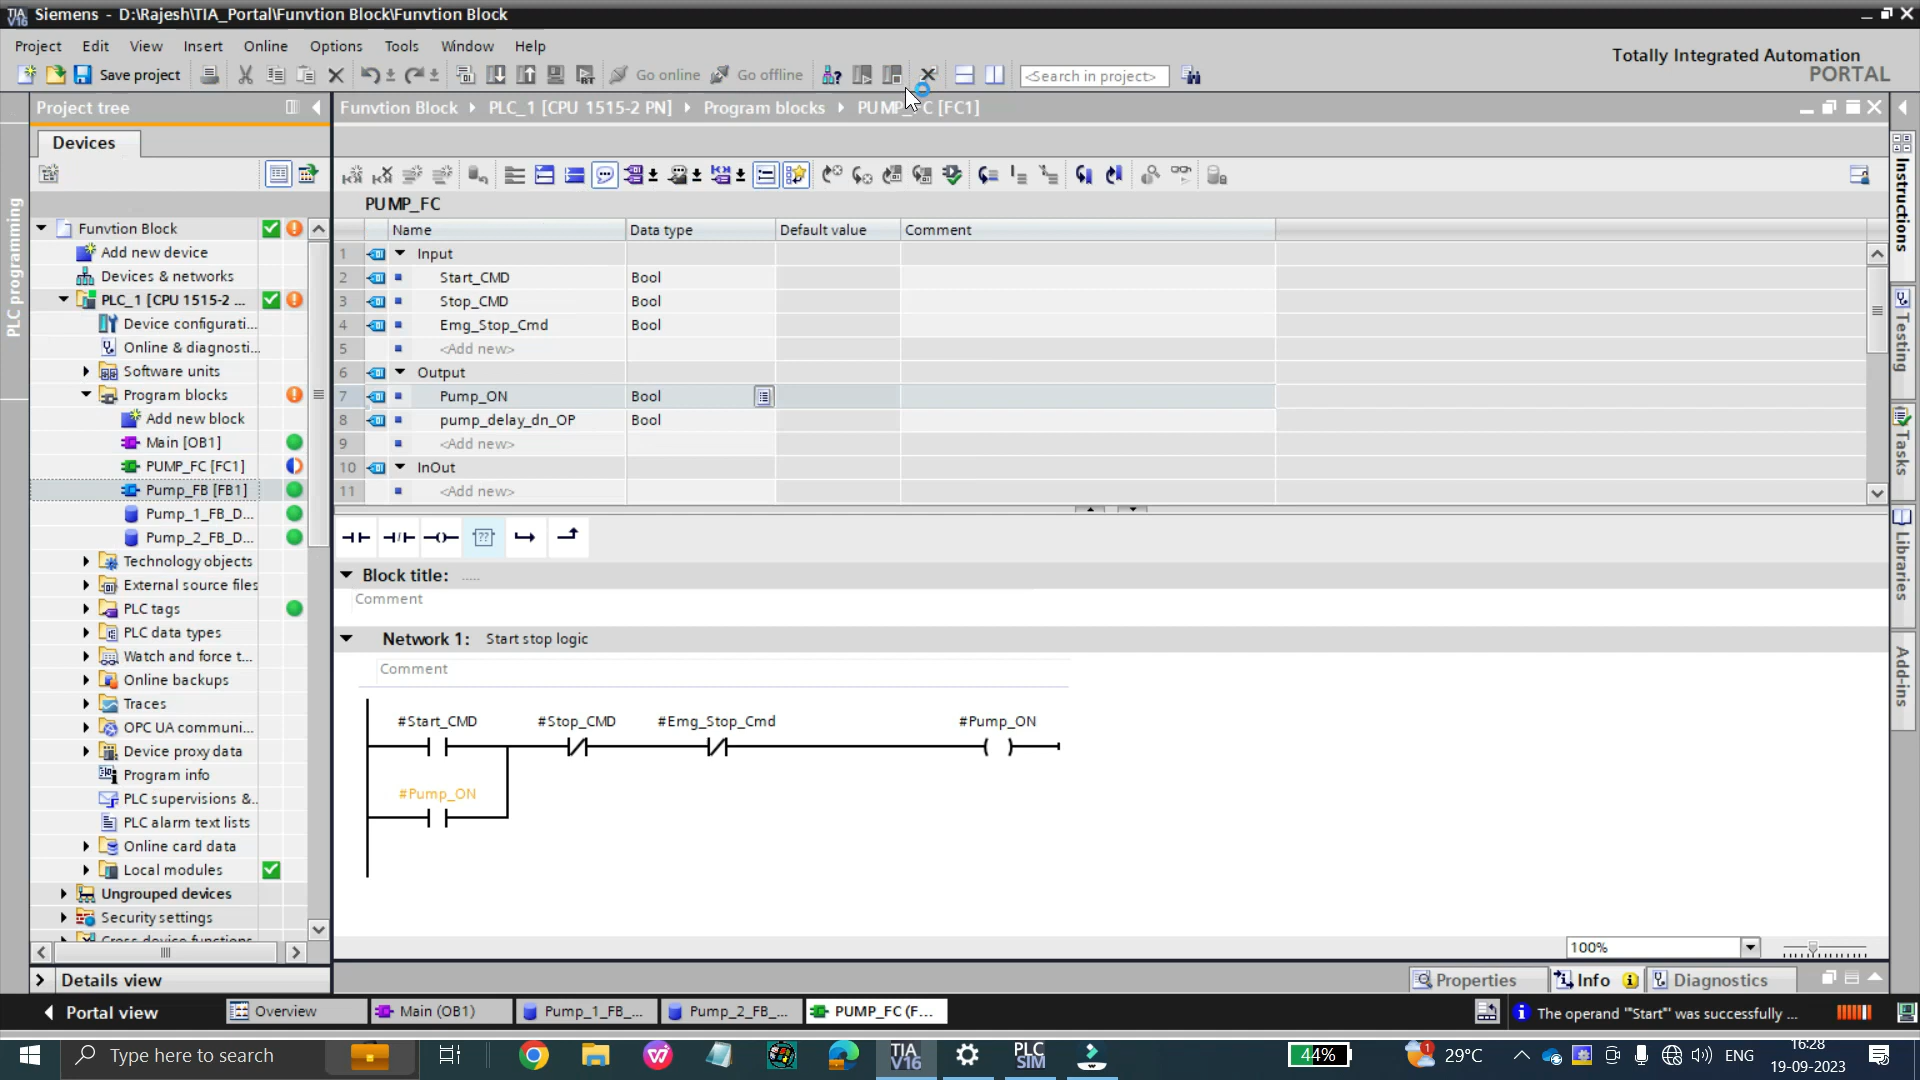 TIA V16 Siemens - D:\Rajesh\TIA_Portal\Funvtion Block\Funvtion Block
Project Edit View Insert Online Options Tools Window Help
Totally Integrated Automation
PORTAL
Save project Go online Go offline <Search in project>
Project tree
Funvtion Block PLC_1 [CPU 1515-2 PN] Program blocks PUMP_FC [FC1]
Devices
PLC programming
PUMP_FC
Name Data type Default value Comment
1 Input
2 Start_CMD Bool
3 Stop_CMD Bool
4 Emg_Stop_Cmd Bool
5 <Add new>
6 Output
7 Pump_ON Bool
8 pump_delay_dn_OP Bool
9 <Add new>
10 InOut
11 <Add new>
Funvtion Block
Add new device
Devices & networks
PLC_1 [CPU 1515-2 ...
Device configurati...
Online & diagnosti...
Software units
Program blocks
Add new block
Main [OB1]
PUMP_FC [FC1]
Pump_FB [FB1]
Pump_1_FB_D...
Pump_2_FB_D...
Technology objects
External source files
PLC tags
PLC data types
Watch and force t...
Online backups
Traces
OPC UA communi...
Device proxy data
Program info
PLC supervisions &..
PLC alarm text lists
Online card data
Local modules
Ungrouped devices
Security settings
Cross-device functions
Details view
??
Block title: .....
Comment
Network 1: Start stop logic
Comment
#Start_CMD #Stop_CMD #Emg_Stop_Cmd #Pump_ON
#Pump_ON
100%
Properties Info Diagnostics
Instructions
Testing
Tasks
Libraries
Add-ins
Portal view Overview Main (OB1) Pump_1_FB_... Pump_2_FB_... PUMP_FC (F... The operand '"Start"' was successfully ...
Type here to search TIA V16 PLC SIM 44% 1 29°C ENG
16:28
19-09-2023